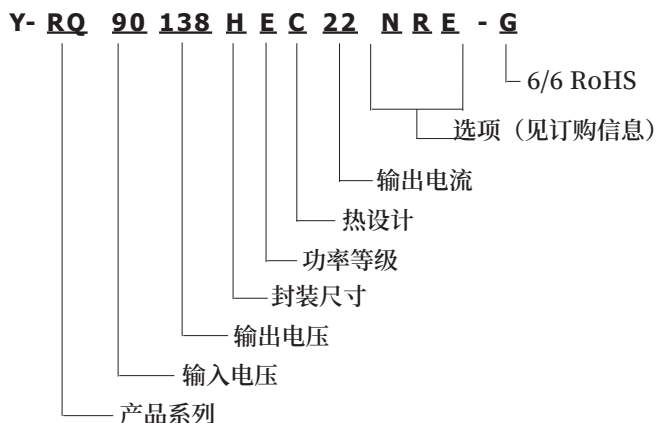 Y- RQ 90 138 H E C 22 N R E - G
6/6 RoHS
选项（见订购信息）
输出电流
热设计
功率等级
封装尺寸
输出电压
输入电压
产品系列